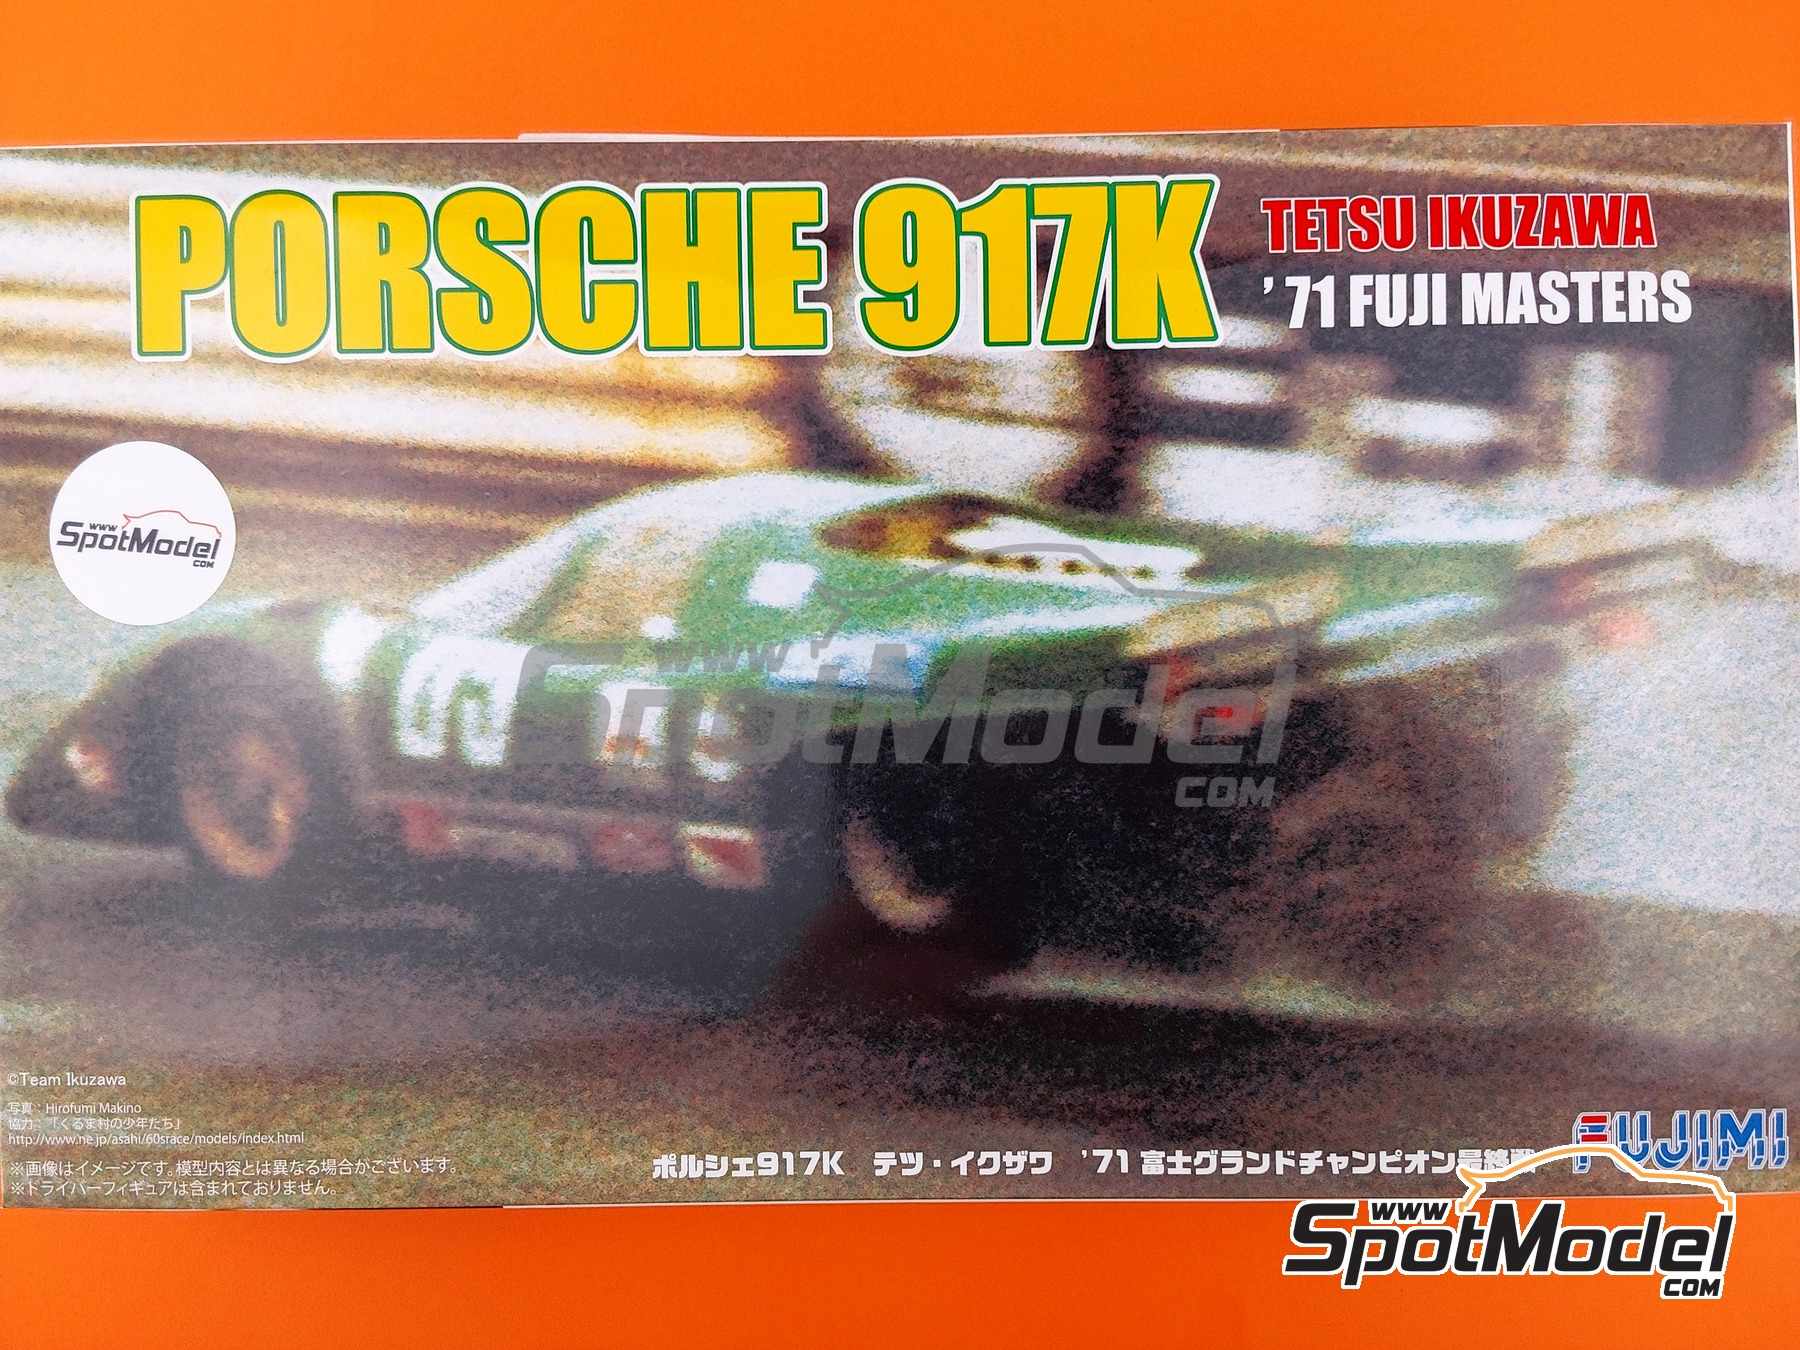 PORSCHE 917K
TETSU IKUZAWA
'71 FUJI MASTERS
www
SpotModel
.COM
www
SpotModel
.COM
©Team Ikuzawa
写真：Hirofumi Makino
協力：「くるま村の少年たち」
http://www.ne.jp/asahi/60srace/models/index.html
※画像はイメージです。模型内容とは異なる場合がございます。
※ドライバーフィギュアは含まれておりません。
ポルシェ917K テツ・イクザワ '71 富士グランドチャンピオン最終戦
FUJIMI
www
SpotModel
.COM